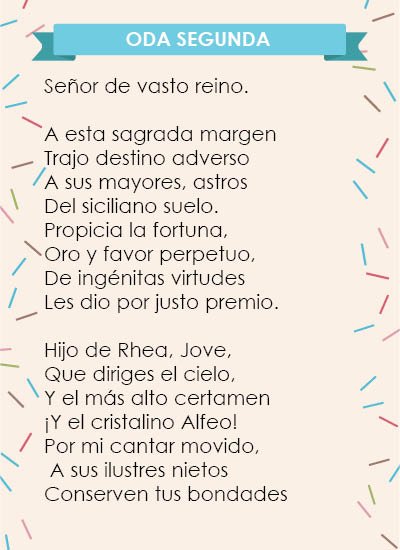 ODA SEGUNDA
Señor de vasto reino.
A esta sagrada margen
Trajo destino adverso
A sus mayores, astros
Del siciliano suelo.
Propicia la fortuna,
Oro y favor perpetuo,
De ingénitas virtudes
Les dio por justo premio.
Hijo de Rhea, Jove,
Que diriges el cielo,
Y el más alto certamen
¡Y el cristalino Alfeo!
Por mi cantar movido,
A sus ilustres nietos
Conserven tus bondades